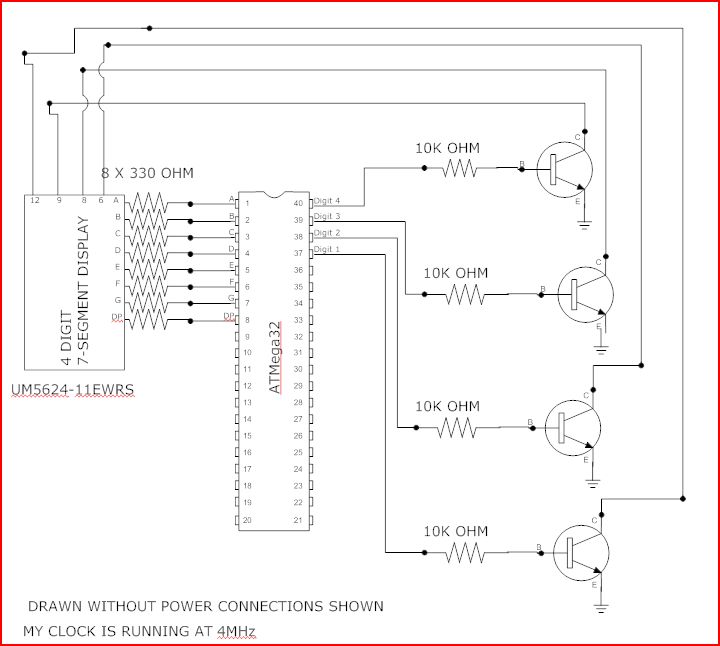 C
10K OHM
B
E
8 X 330 OHM
12 9 8 6
A
B
C
D
E
F
G
DP
4 DIGIT
7-SEGMENT DISPLAY
UM5624-11EWRS
A
B
C
D
E
F
G
DP
1 40 Digit 4
2 39 Digit 3
3 38 Digit 2
4 37 Digit 1
5 36
6 35
7 34
8 33
9 32
10 31
11 30
12 29
13 28
14 27
15 26
16 25
17 24
18 23
19 22
20 21
ATMega32
C
10K OHM
B
E
C
10K OHM
B
E
C
10K OHM
B
E
DRAWN WITHOUT POWER CONNECTIONS SHOWN
MY CLOCK IS RUNNING AT 4MHz